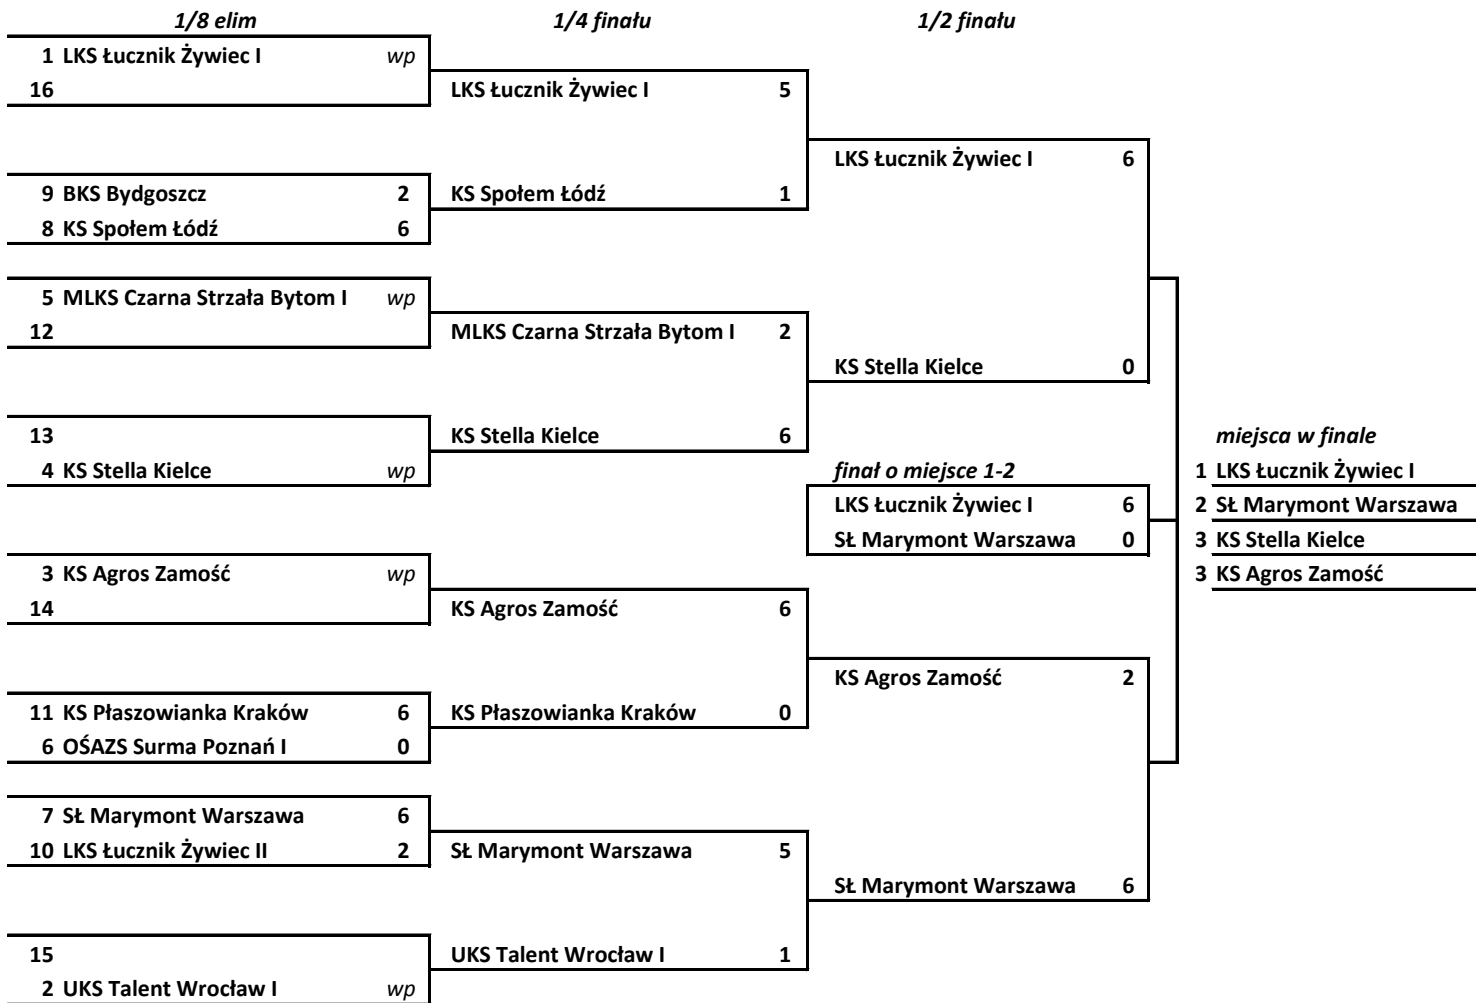 1/8 elim 1/4 finału 1/2 finału
1 LKS Łucznik Żywiec I wp
16
LKS Łucznik Żywiec I 5
LKS Łucznik Żywiec I 6
9 BKS Bydgoszcz 2
KS Społem Łódź 1
8 KS Społem Łódź 6
5 MLKS Czarna Strzała Bytom I wp
12
MLKS Czarna Strzała Bytom I 2
KS Stella Kielce 0
13
KS Stella Kielce 6
miejsca w finale
4 KS Stella Kielce wp
finał o miejsce 1-2
1 LKS Łucznik Żywiec I
LKS Łucznik Żywiec I 6
2 SŁ Marymont Warszawa
SŁ Marymont Warszawa 0
3 KS Stella Kielce
3 KS Agros Zamość wp
3 KS Agros Zamość
14
KS Agros Zamość 6
KS Agros Zamość 2
11 KS Płaszowianka Kraków 6
KS Płaszowianka Kraków 0
6 OŚAZS Surma Poznań I 0
7 SŁ Marymont Warszawa 6
10 LKS Łucznik Żywiec II 2
SŁ Marymont Warszawa 5
SŁ Marymont Warszawa 6
15
UKS Talent Wrocław I 1
2 UKS Talent Wrocław I wp